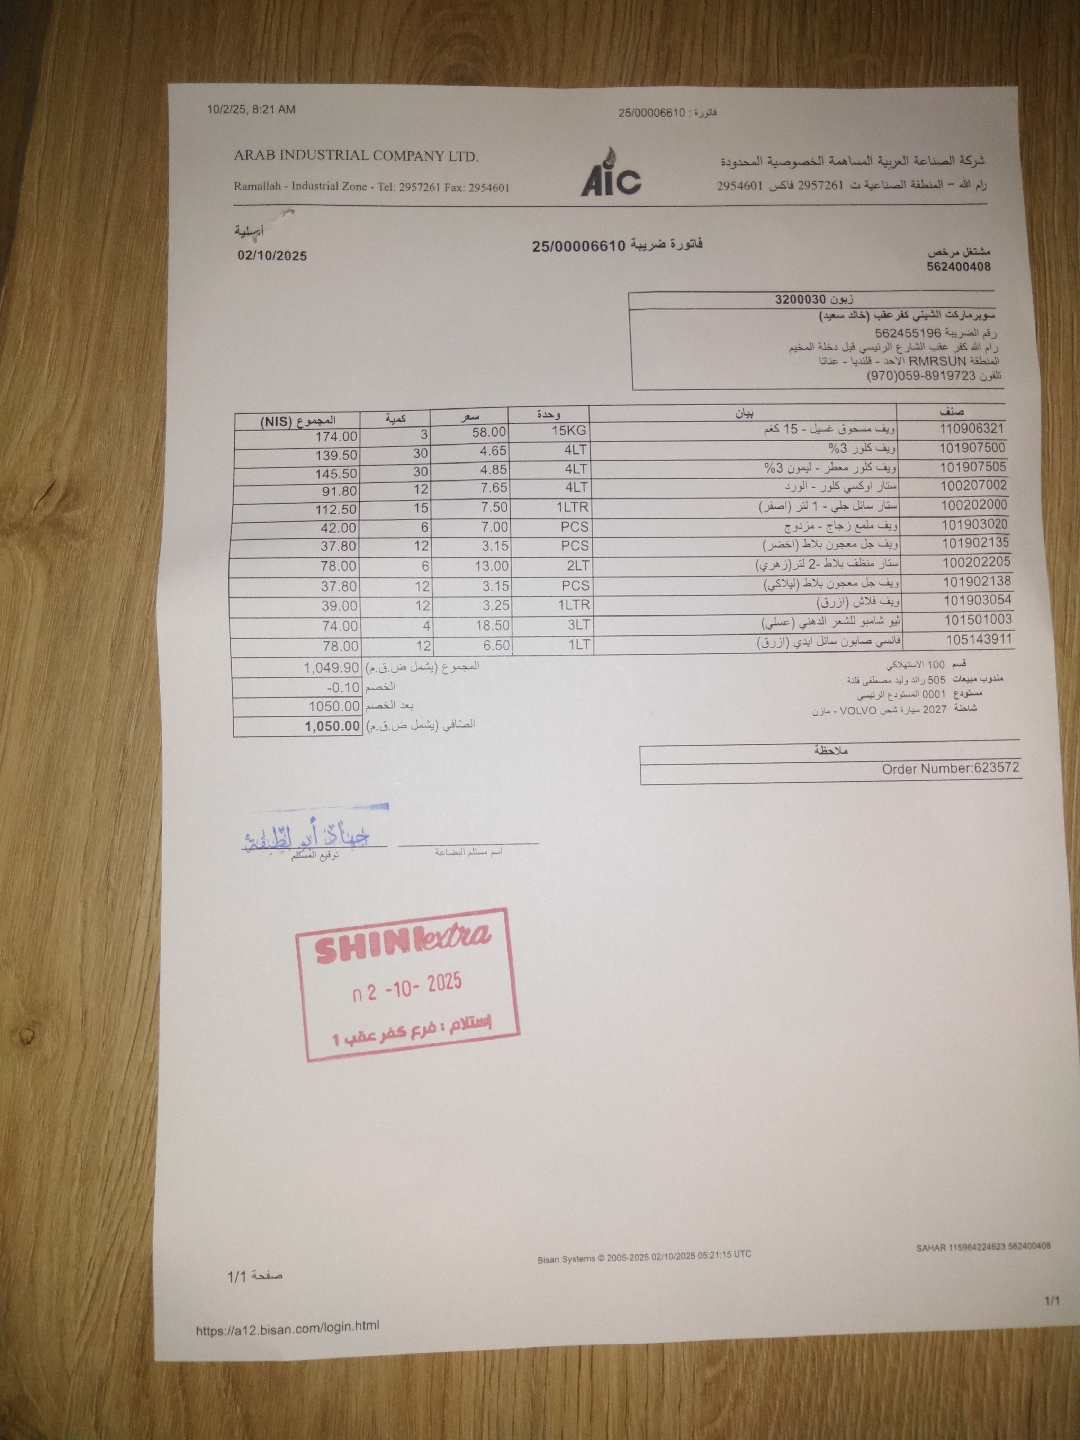 10/2/25, 8:21 AM
فاتورة : 25/00006610
ARAB INDUSTRIAL COMPANY LTD.
Ramallah - Industrial Zone - Tel: 2957261 Fax: 2954601
AIC
شركة الصناعة العربية المساهمة الخصوصية المحدودة
رام الله – المنطقة الصناعية ت 2957261 فاكس 2954601
أصلية
02/10/2025
فاتورة ضريبة 25/00006610
مشتغل مرخص
562400408
زبون 3200030
سوبرماركت الشيني كفر عقب (خالد سعيد)
رقم الضريبة 562455196
رام الله كفر عقب الشارع الرئيسي قبل دخلة المخيم
المنطقة RMRSUN الاحد - قلنديا - عناتا
تلفون 059-8919723(970)
صنف بيان وحدة سعر كمية المجموع (NIS)
110906321 ويف مسحوق غسيل - 15 كغم 15KG 58.00 3 174.00
101907500 ويف كلور 3% 4LT 4.65 30 139.50
101907505 ويف كلور معطر - ليمون 3% 4LT 4.85 30 145.50
100207002 ستار اوكسي كلور - الورد 4LT 7.65 12 91.80
100202000 ستار سائل جلي - 1 لتر (اصفر) 1LTR 7.50 15 112.50
101903020 ويف ملمع زجاج - مزدوج PCS 7.00 6 42.00
101902135 ويف جل معجون بلاط (اخضر) PCS 3.15 12 37.80
100202205 ستار منظف بلاط -2 لتر(زهري) 2LT 13.00 6 78.00
101902138 ويف جل معجون بلاط (ليلاكي) PCS 3.15 12 37.80
101903054 ويف فلاش (ازرق) 1LTR 3.25 12 39.00
101501003 ثيو شامبو للشعر الدهني (عسلي) 3LT 18.50 4 74.00
105143911 فانسي صابون سائل ايدي (ازرق) 1LT 6.50 12 78.00
المجموع (يشمل ض.ق.م) 1,049.90
الخصم -0.10
بعد الخصم 1050.00
الصّافي (يشمل ض.ق.م) 1,050.00
قسم 100 الاستهلاكي
مندوب مبيعات 505 رائد وليد مصطفى قلة
مستودع 0001 المستودع الرئيسي
شاحنة 2027 سيارة شحن VOLVO - مازن
ملاحظة
Order Number:623572
جهاد أبو لطيفة
توقيع المستلم
اسم مستلم البضاعة
SHINI extra
02 -10- 2025
إستلام : فرع كفر عقب 1
Bisan Systems © 2005-2025 02/10/2025 05:21:15 UTC
SAHAR 115964224623 562400408
صفحة 1/1
1/1
https://a12.bisan.com/login.html